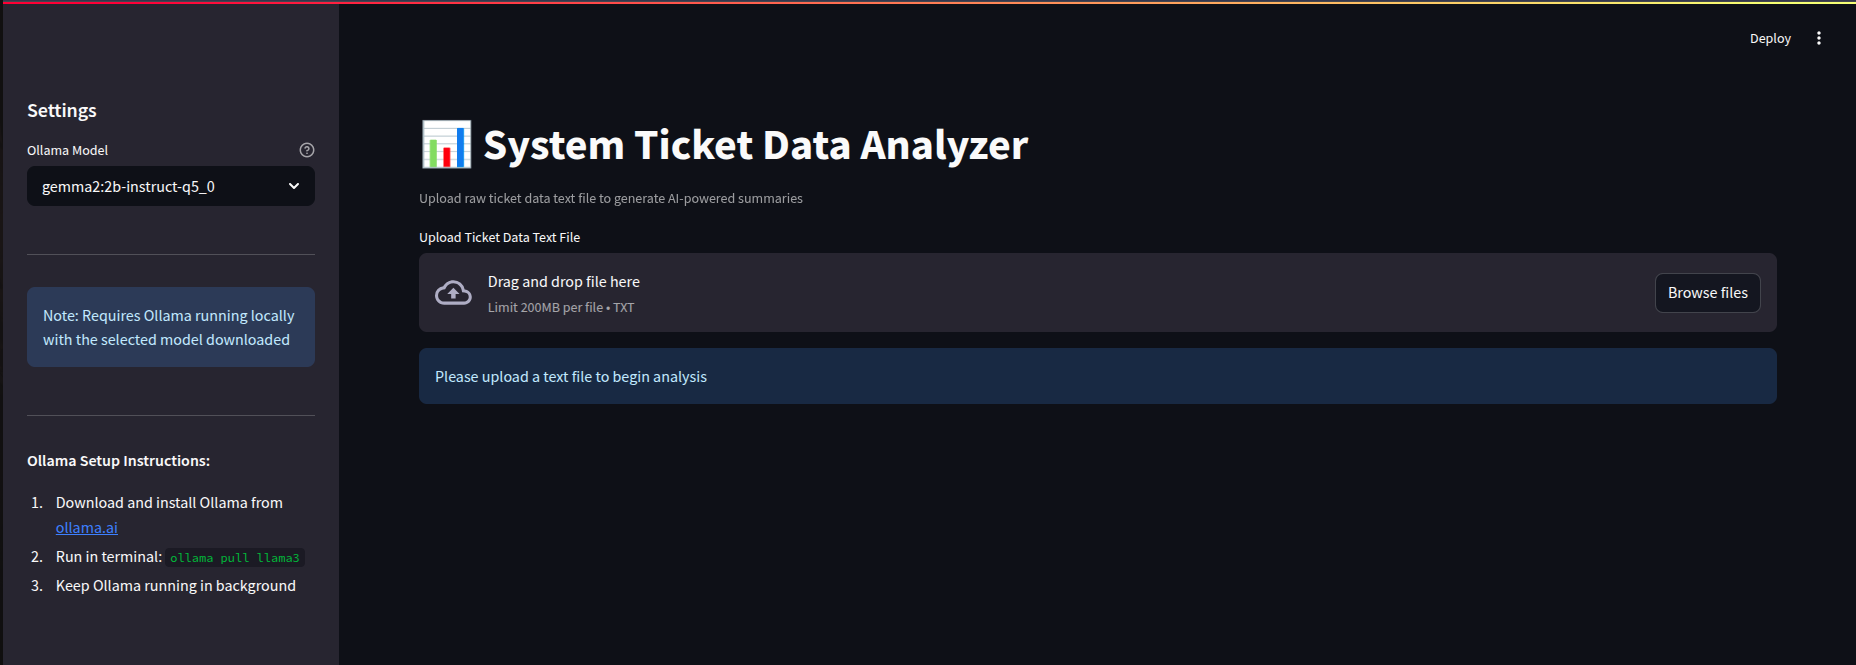 Deploy
Settings
Ollama Model
gemma2:2b-instruct-q5_0
Note: Requires Ollama running locally
with the selected model downloaded
Ollama Setup Instructions:
1. Download and install Ollama from
ollama.ai
2. Run in terminal: ollama pull llama3
3. Keep Ollama running in background
System Ticket Data Analyzer
Upload raw ticket data text file to generate AI-powered summaries
Upload Ticket Data Text File
Drag and drop file here
Limit 200MB per file • TXT
Browse files
Please upload a text file to begin analysis